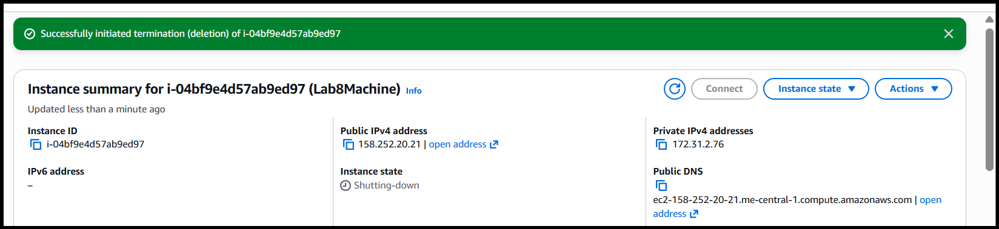 Successfully initiated termination (deletion) of i-04bf9e4d57ab9ed97
Instance summary for i-04bf9e4d57ab9ed97 (Lab8Machine) Info
Connect
Instance state
Actions
Updated less than a minute ago
Instance ID
i-04bf9e4d57ab9ed97
Public IPv4 address
158.252.20.21 | open address
Private IPv4 addresses
172.31.2.76
IPv6 address
–
Instance state
Shutting-down
Public DNS
ec2-158-252-20-21.me-central-1.compute.amazonaws.com | open
address